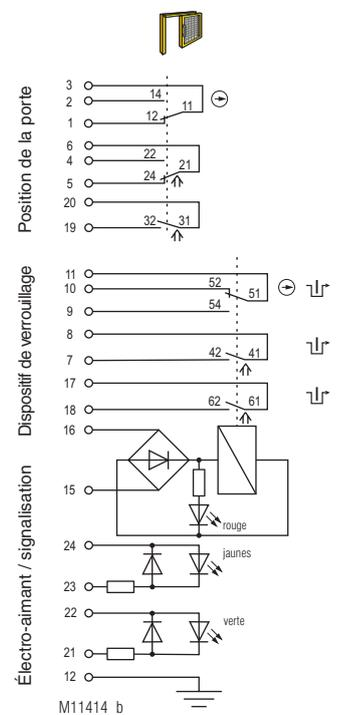 Position de la porte
3
2 14
11
1 12
6
4 22
21
5 24
20
19 32 31
Dispositif de verrouillage
11
10 52
51
9 54
8
7 42 41
17
18 62 61
Électro-aimant / signalisation
16
15
rouge
24
jaunes
23
22
verte
21
12
M11414_b